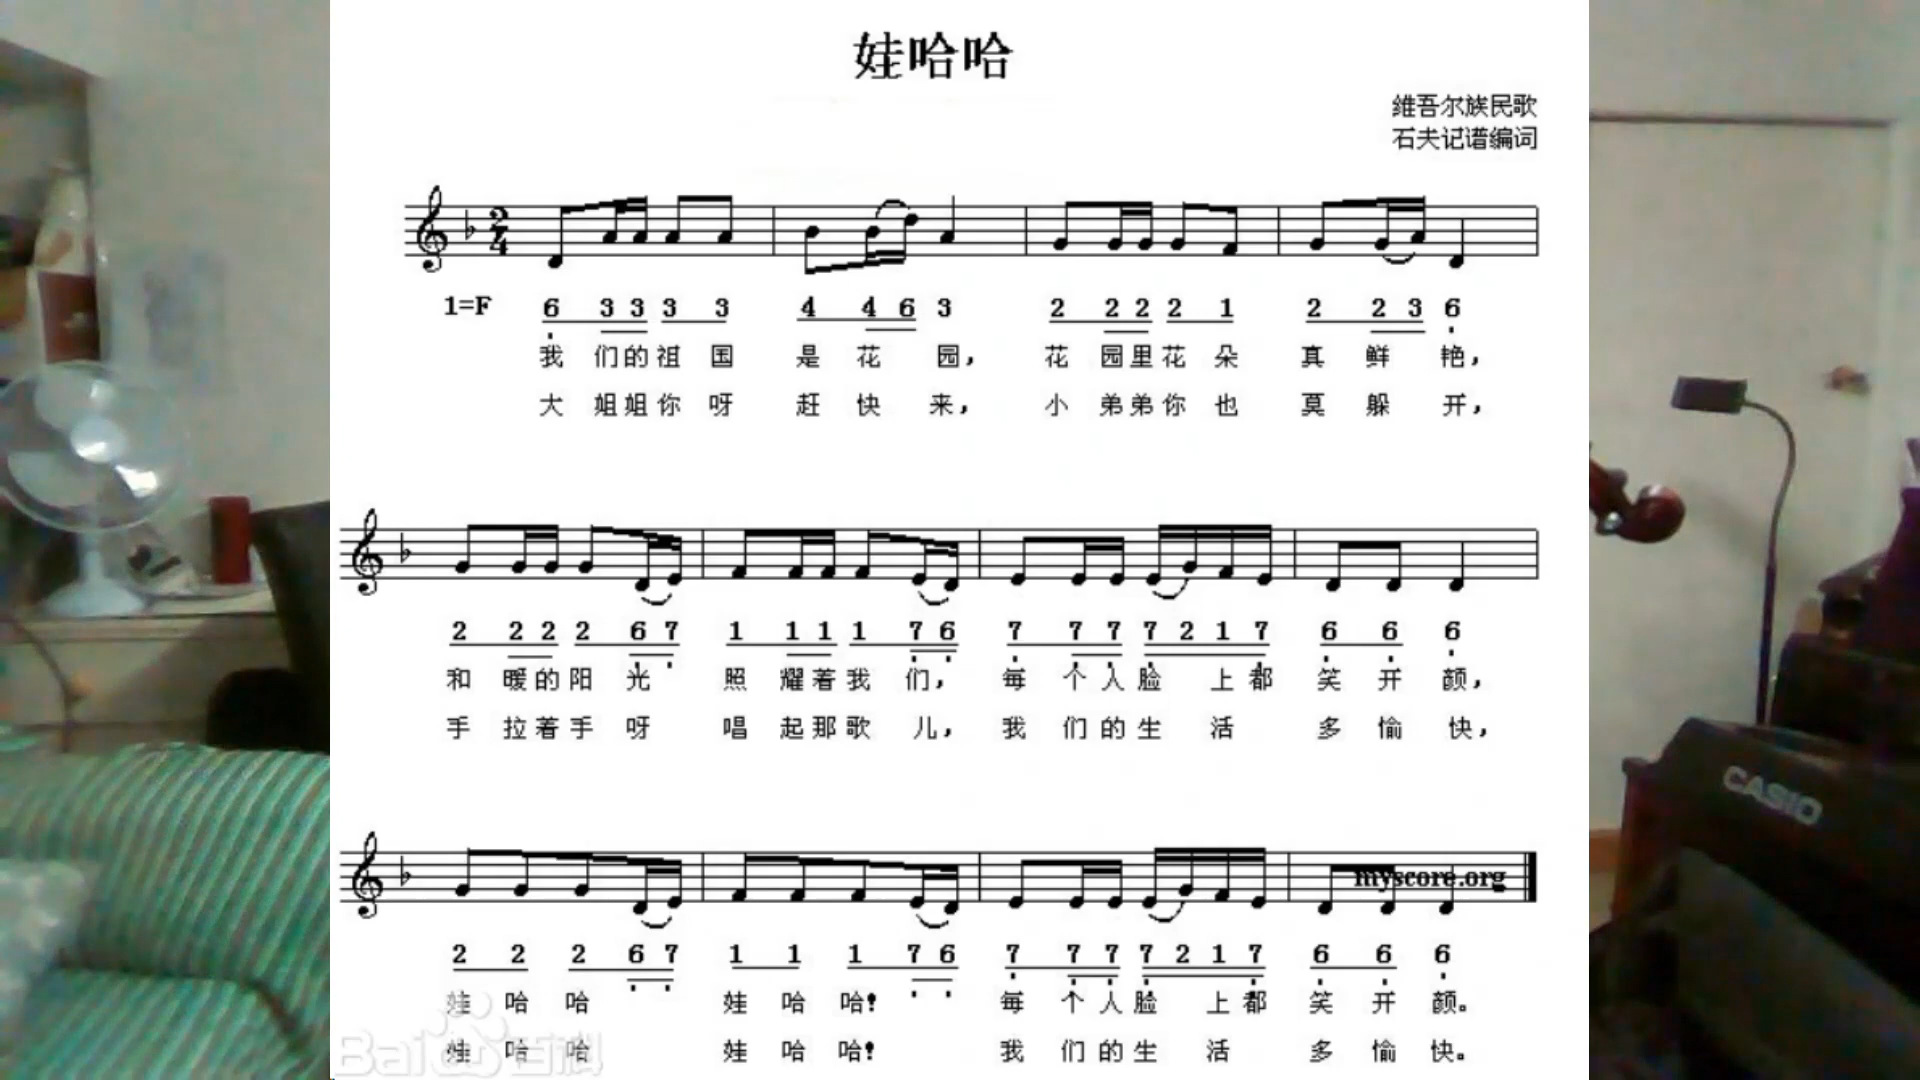 娃哈哈
维吾尔族民歌
石夫记谱编词
2
4
1=F 6 3 3 3 3 4 4 6 3 2 2 2 2 1 2 2 3 6
我 们的祖 国 是 花 园， 花 园里花 朵 真 鲜 艳，
大 姐姐你 呀 赶 快 来， 小 弟弟你 也 莫 躲 开，
2 2 2 2 6 7 1 1 1 1 7 6 7 7 7 7 2 1 7 6 6 6
和 暖的阳 光 照 耀着我 们， 每 个人脸 上都 笑 开 颜，
手 拉着手 呀 唱 起那歌 儿， 我 们的生 活 多 愉 快，
myscore.org
2 2 2 6 7 1 1 1 7 6 7 7 7 7 2 1 7 6 6 6
娃 哈 哈 娃 哈 哈！ 每 个人脸 上都 笑 开 颜。
娃 哈 哈 娃 哈 哈！ 我 们的生 活 多 愉 快。
Bai 百科
CASIO